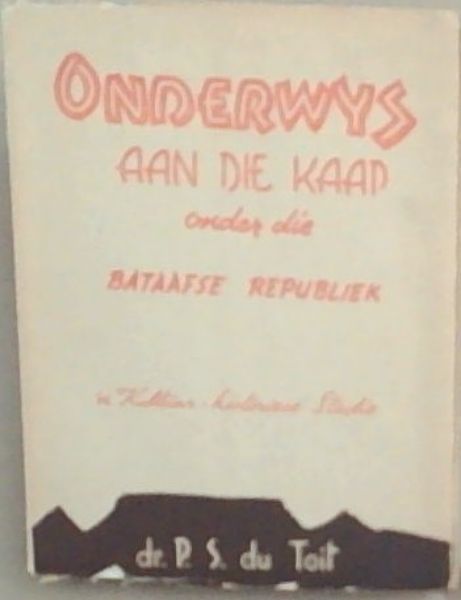 ONDERWYS
AAN DIE KAAP
onder die
BATAAFSE REPUBLIEK
'n Kultuur-historiese Studie
dr. P. S. du Toit